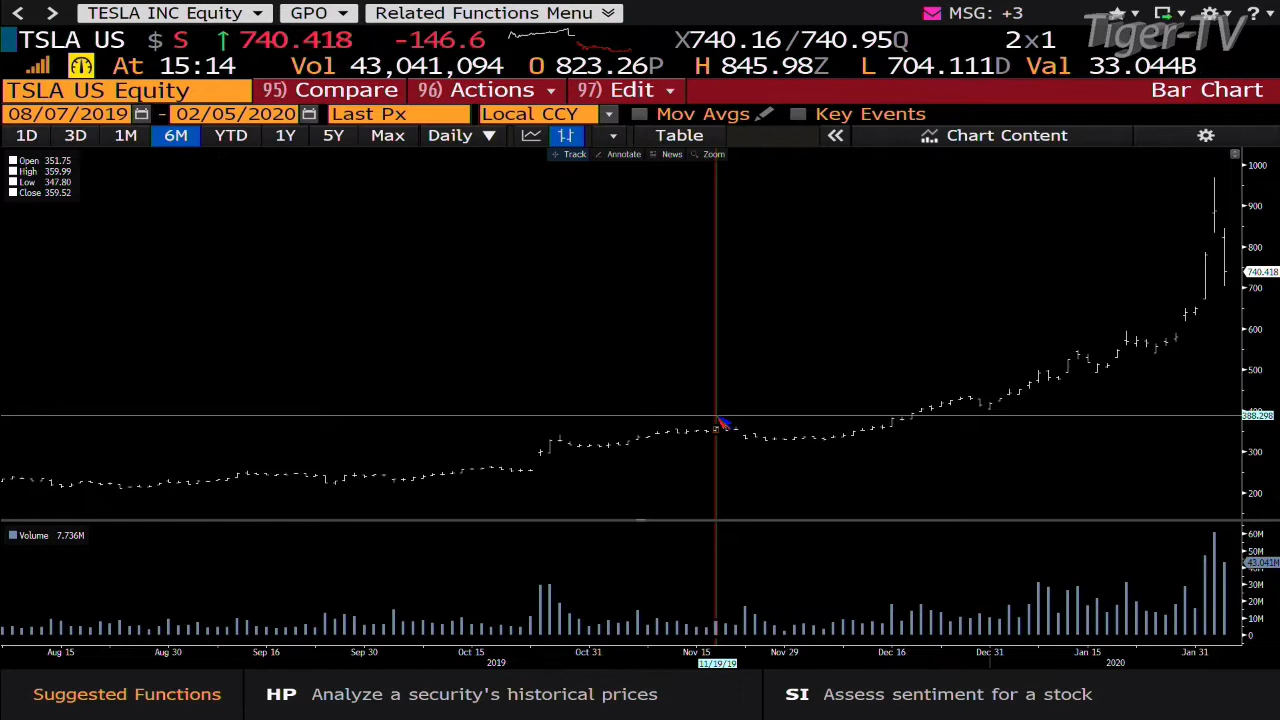 TESLA INC Equity GPO Related Functions Menu MSG: +3
Tiger-TV
TSLA US $ S ↑ 740.418 -146.6 X740.16/740.95Q 2x1
At 15:14 Vol 43,041,094 O 823.26P H 845.98Z L 704.111D Val 33.044B
TSLA US Equity 95) Compare 96) Actions 97) Edit Bar Chart
08/07/2019 - 02/05/2020 Last Px Local CCY Mov Avgs Key Events
1D 3D 1M 6M YTD 1Y 5Y Max Daily ▼ Table « Chart Content
Track Annotate News Zoom
Open 351.75
High 359.99
Low 347.80
Close 359.52
1000
900
800
740.418
700
600
500
388.298
300
200
Volume 7.736M
60M
50M
43.041M
30M
20M
10M
0
Aug 15 Aug 30 Sep 16 Sep 30 Oct 15 Oct 31 Nov 15 Nov 29 Dec 16 Dec 31 Jan 15 Jan 31
2019 11/19/19 2020
Suggested Functions HP Analyze a security's historical prices SI Assess sentiment for a stock